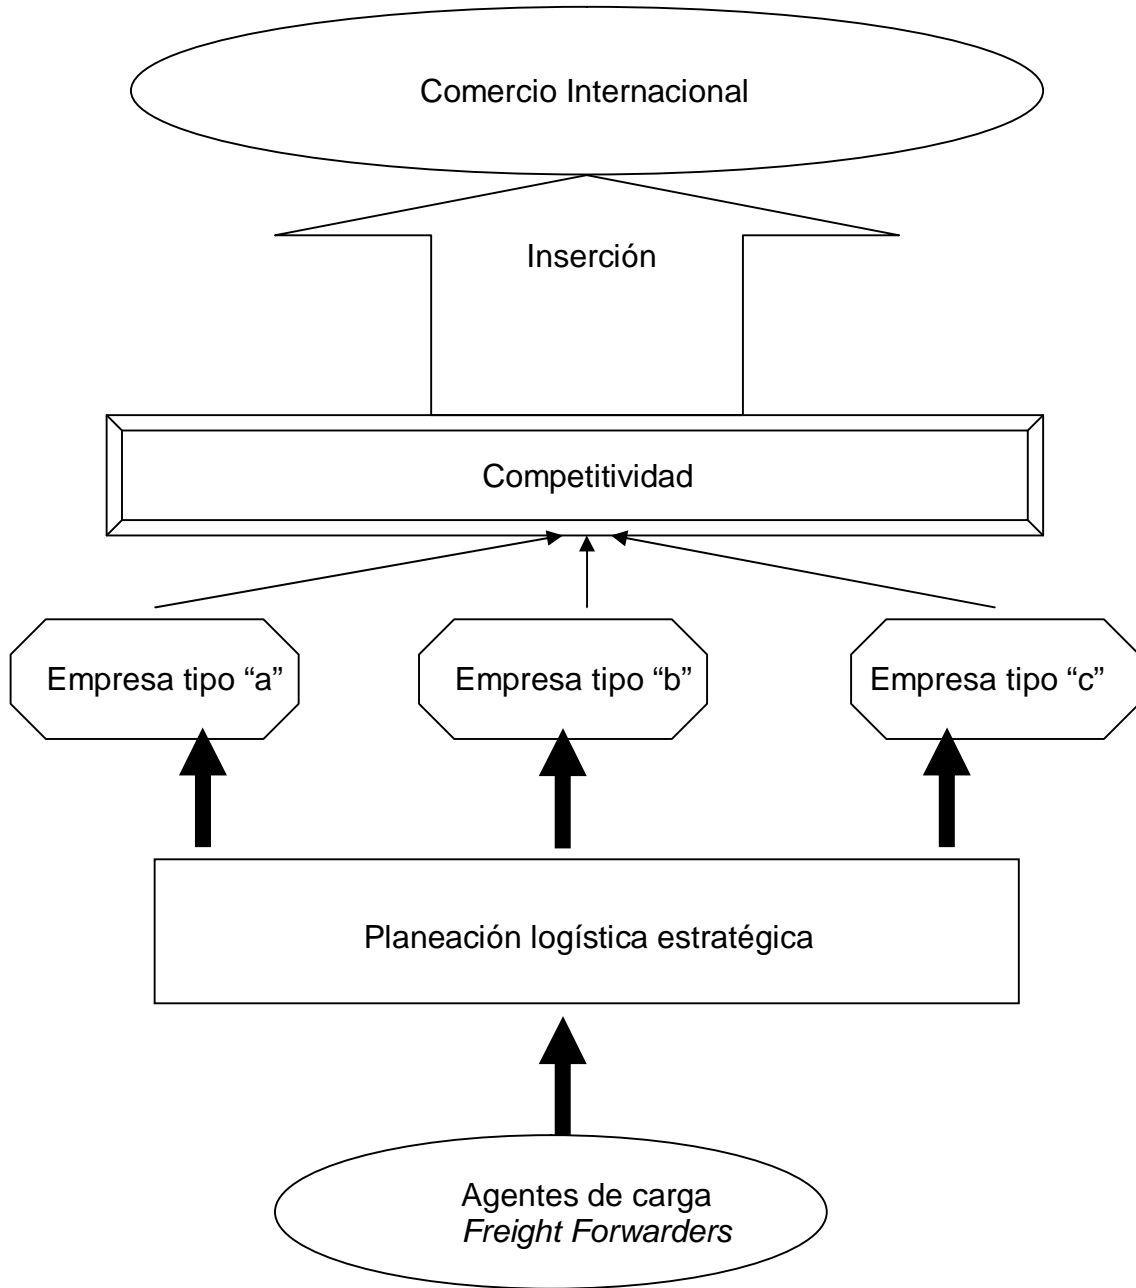 Comercio Internacional
Inserción
Competitividad
Empresa tipo “a”
Empresa tipo “b”
Empresa tipo “c”
Planeación logística estratégica
Agentes de carga
Freight Forwarders